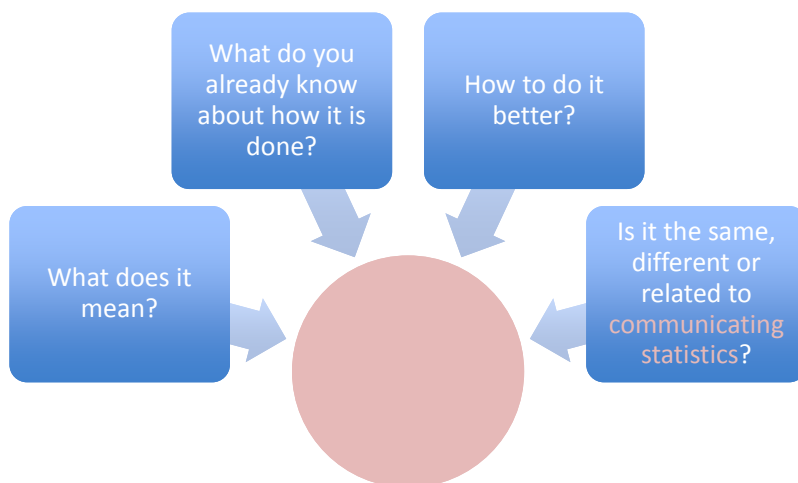 What do you
already know
about how it is
done?
How to do it
better?
What does it
mean?
Is it the same,
different or
related to
communicating
statistics?